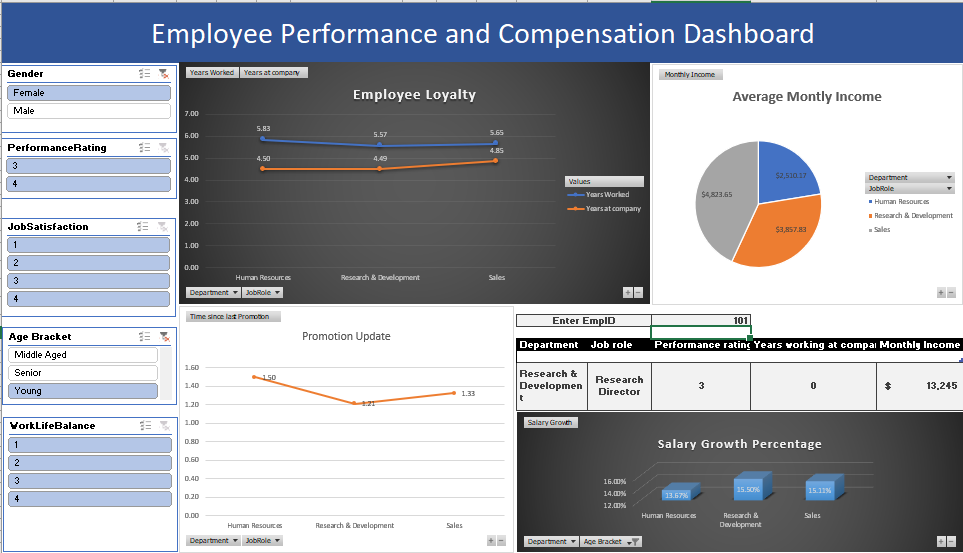 Employee Performance and Compensation Dashboard
Gender
Female
Male
PerformanceRating
3
4
JobSatisfaction
1
2
3
4
Age Bracket
Middle Aged
Senior
Young
WorkLifeBalance
1
2
3
4
Years Worked Years at company
Employee Loyalty
7.00
6.00
5.00
4.00
3.00
2.00
1.00
0.00
5.83 5.57 5.65
4.50 4.49 4.85
Human Resources Research & Development Sales
Values
Years Worked
Years at company
Department JobRole
Monthly Income
Average Montly Income
$2,510.17
$3,857.83
$4,823.65
Department
JobRole
Human Resources
Research & Development
Sales
Time since last Promotion
Promotion Update
1.60
1.40
1.20
1.00
0.80
0.60
0.40
0.20
0.00
1.50 1.21 1.33
Human Resources Research & Development Sales
Department JobRole
Enter EmpID 101
Department Job role Performance rating Years working at compai Monthly Income
Research &
Developmen
t
Research
Director
3 0 $ 13,245
Salary Growth
Salary Growth Percentage
16.00%
14.00%
12.00%
13.67% 15.50% 15.11%
Human Resources Research &
Development Sales
Department Age Bracket